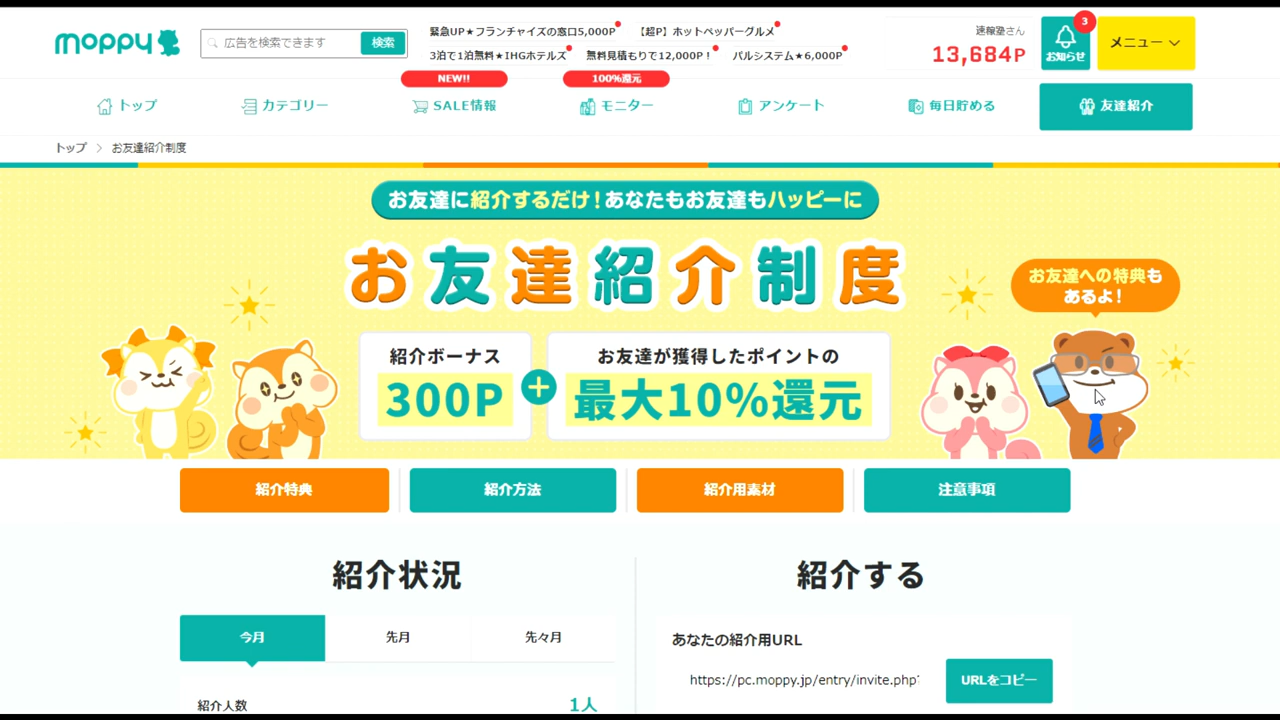 moppy
広告を検索できます
検索
緊急UP★フランチャイズの窓口5,000P
【超P】ホットペッパーグルメ
3泊で1泊無料★IHGホテルズ
無料見積もりで12,000P！
パルシステム★6,000P
速稼塾さん
13,684P
3
お知らせ
メニュー
NEW!!
100%還元
トップ
カテゴリー
SALE情報
モニター
アンケート
毎日貯める
友達紹介
トップ > お友達紹介制度
お友達に紹介するだけ！あなたもお友達もハッピーに
お友達紹介制度
お友達への特典も
あるよ！
紹介ボーナス
300P
+
お友達が獲得したポイントの
最大10%還元
紹介特典
紹介方法
紹介用素材
注意事項
紹介状況
今月
先月
先々月
紹介人数
1人
紹介する
あなたの紹介用URL
https://pc.moppy.jp/entry/invite.php?
URLをコピー